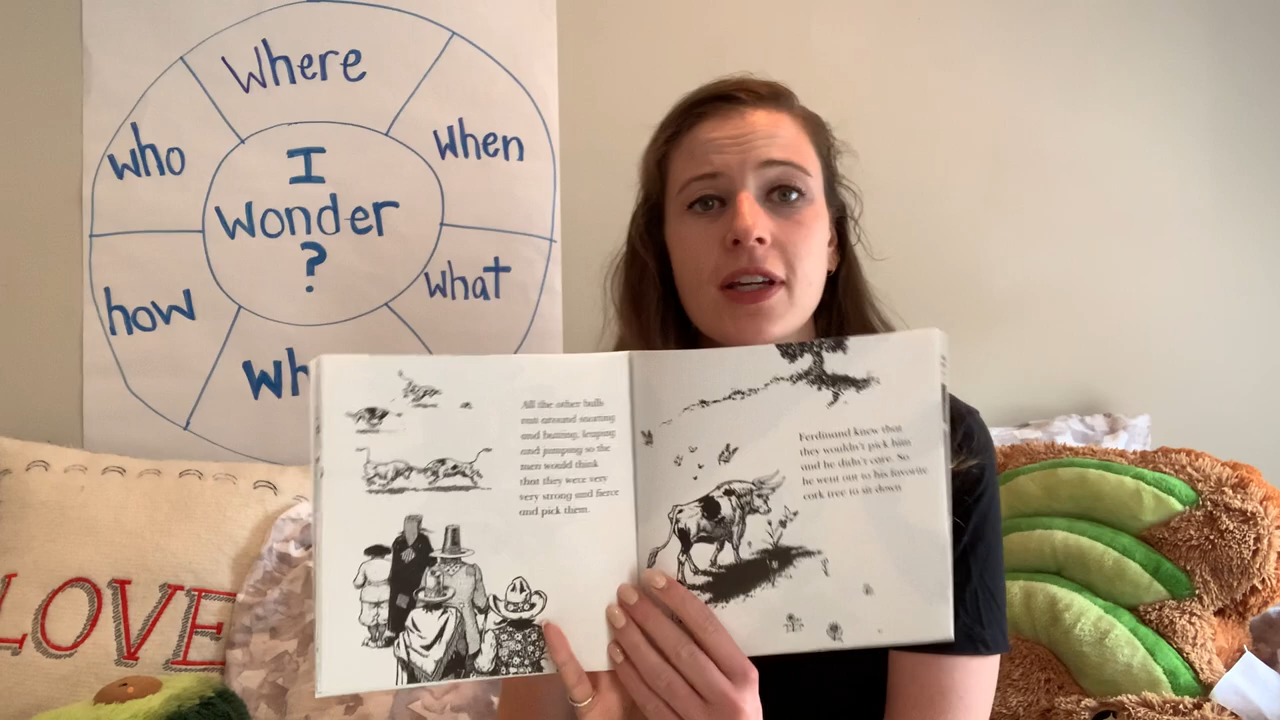 Where
who
When
I
Wonder
?
how
What
Wh
LOVE
All the other bulls
ran around snorting
and butting, leaping
and jumping so the
men would think
that they were very
very strong and fierce
and pick them.
Ferdinand knew that
they wouldn't pick him
and he didn't care. So
he went out to his favorite
cork tree to sit down.